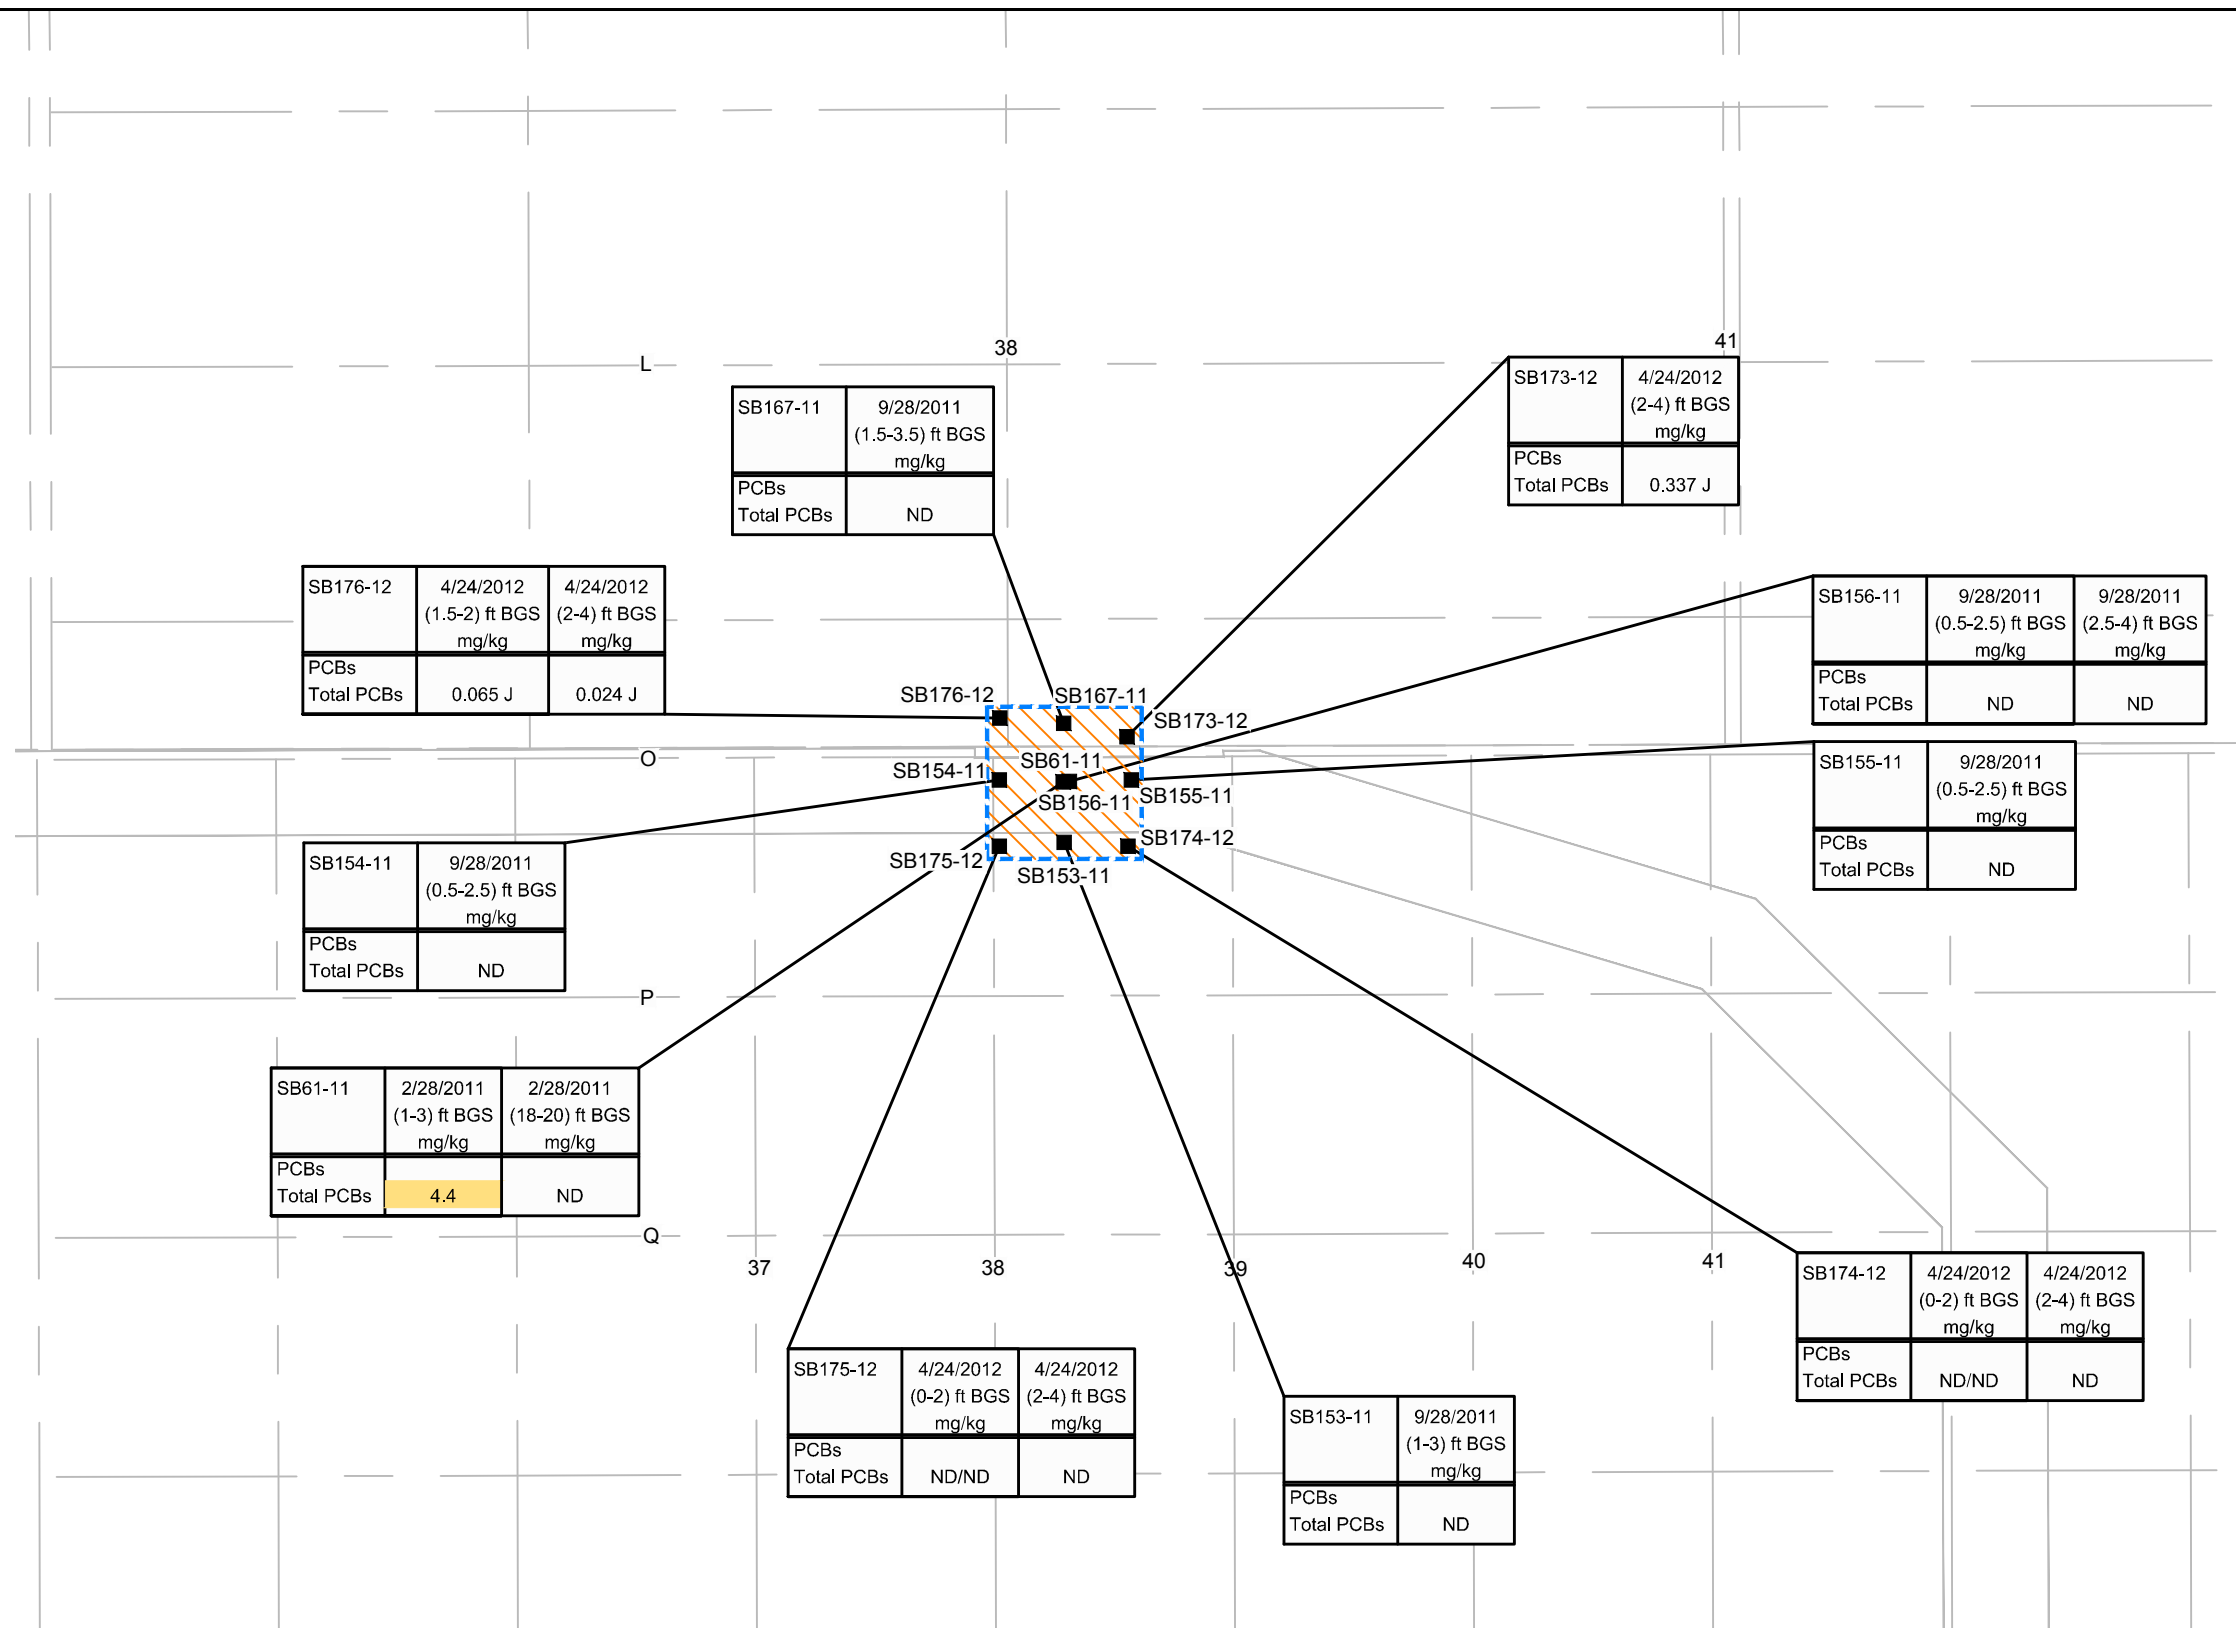 38
41
L
SB167-11 9/28/2011
(1.5-3.5) ft BGS
mg/kg
PCBs
Total PCBs ND
SB173-12 4/24/2012
(2-4) ft BGS
mg/kg
PCBs
Total PCBs 0.337 J
SB176-12 4/24/2012 4/24/2012
(1.5-2) ft BGS (2-4) ft BGS
mg/kg mg/kg
PCBs
Total PCBs 0.065 J 0.024 J
SB156-11 9/28/2011 9/28/2011
(0.5-2.5) ft BGS (2.5-4) ft BGS
mg/kg mg/kg
PCBs
Total PCBs ND ND
SB176-12
SB167-11
SB173-12
O
SB61-11
SB154-11
SB156-11
SB155-11
SB174-12
SB175-12
SB153-11
SB155-11 9/28/2011
(0.5-2.5) ft BGS
mg/kg
PCBs
Total PCBs ND
SB154-11 9/28/2011
(0.5-2.5) ft BGS
mg/kg
PCBs
Total PCBs ND
P
SB61-11 2/28/2011 2/28/2011
(1-3) ft BGS (18-20) ft BGS
mg/kg mg/kg
PCBs
Total PCBs 4.4 ND
Q
37
38
39
40
41
SB174-12 4/24/2012 4/24/2012
(0-2) ft BGS (2-4) ft BGS
mg/kg mg/kg
PCBs
Total PCBs ND/ND ND
SB175-12 4/24/2012 4/24/2012
(0-2) ft BGS (2-4) ft BGS
mg/kg mg/kg
PCBs
Total PCBs ND/ND ND
SB153-11 9/28/2011
(1-3) ft BGS
mg/kg
PCBs
Total PCBs ND